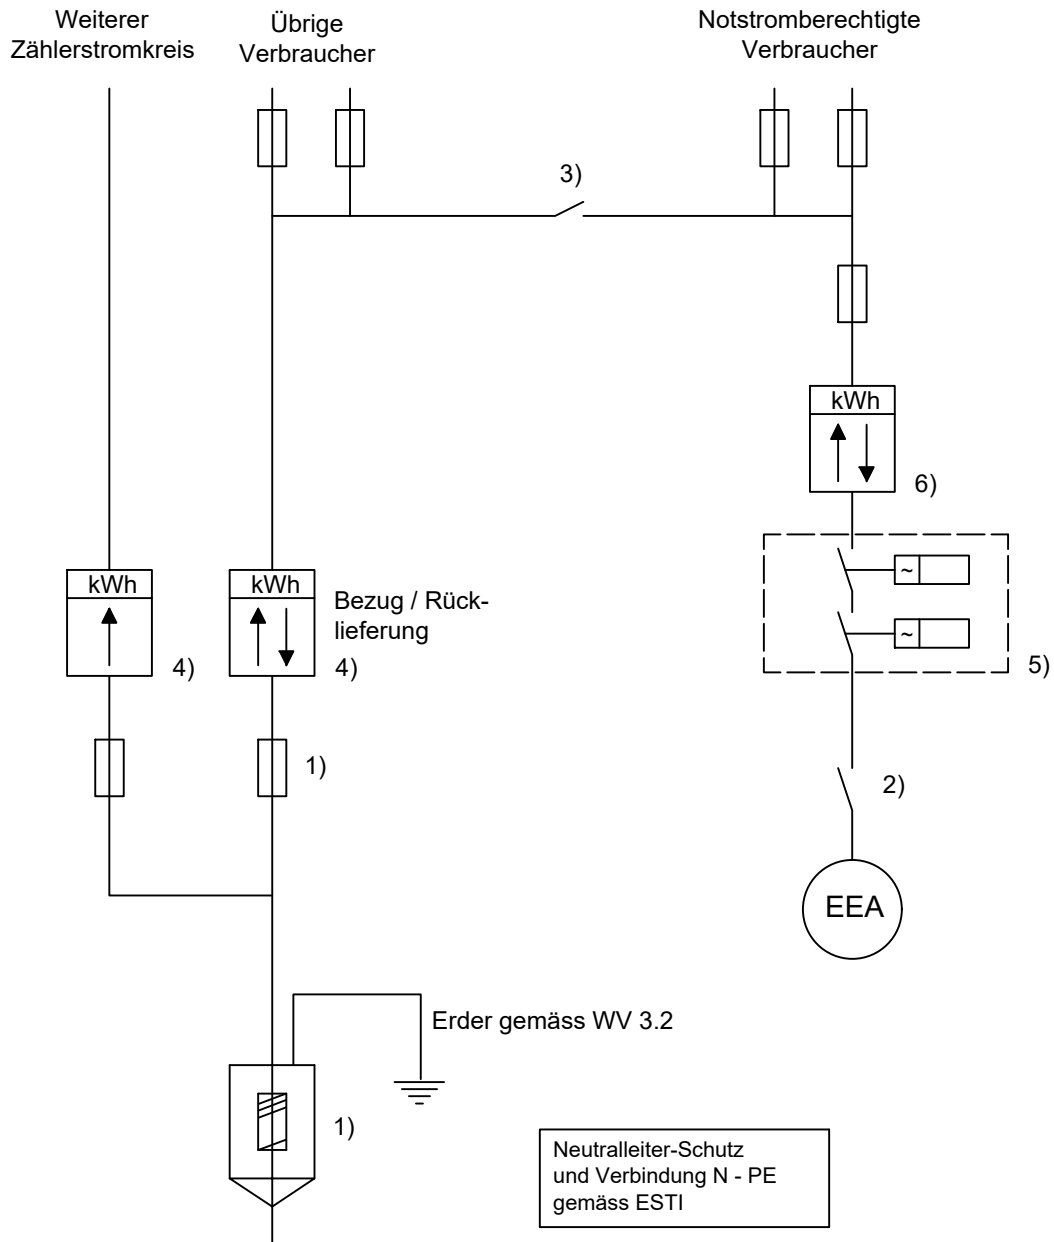 Weiterer
Zählerstromkreis
Übrige
Verbraucher
Notstromberechtigte
Verbraucher
3)
kWh
6)
kWh
4)
kWh
Bezug / Rück-
lieferung
4)
~
~
5)
1)
2)
EEA
Erder gemäss WV 3.2
1)
Neutralleiter-Schutz
und Verbindung N - PE
gemäss ESTI